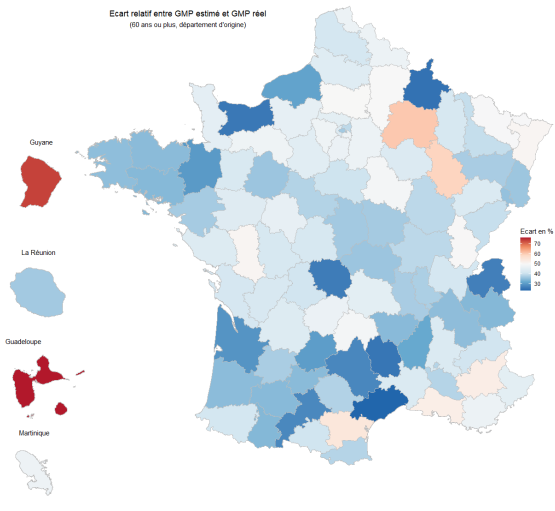 Ecart relatif entre GMP estimé et GMP réel
(60 ans ou plus, département d'origine)
Guyane
La Réunion
Guadeloupe
Martinique
Ecart en %
70
60
50
40
30